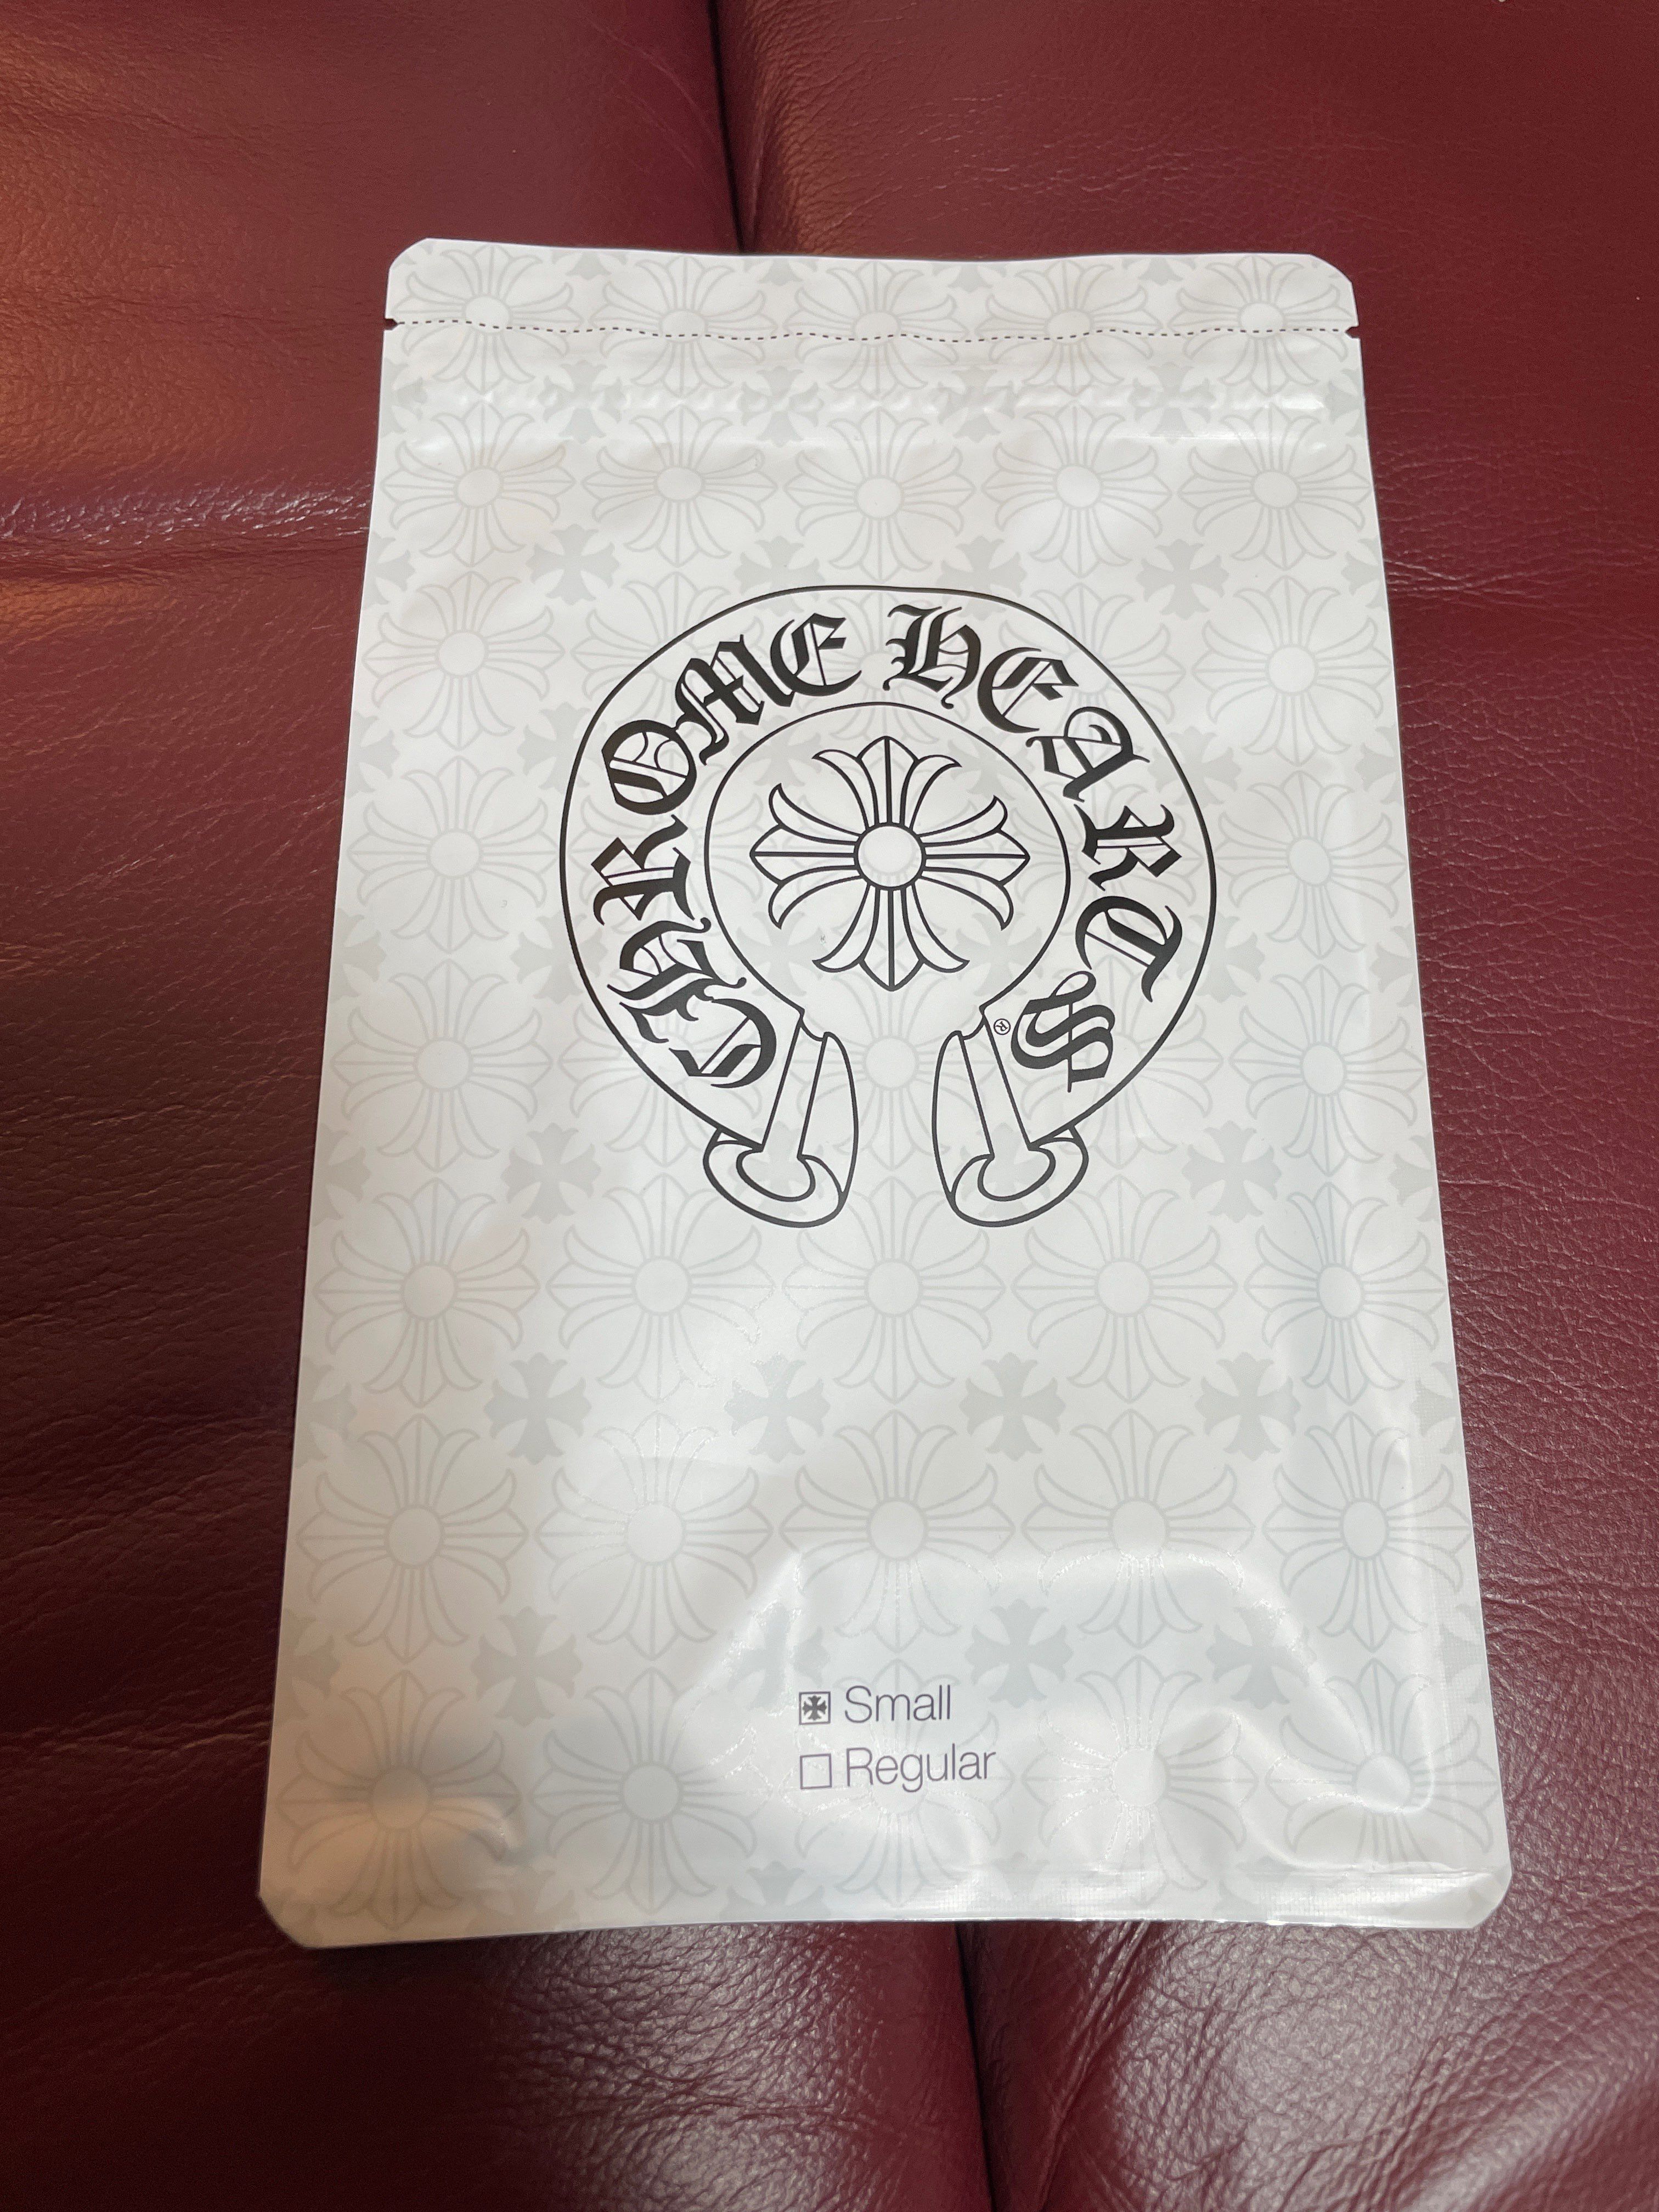 CHROME HEARTS
®
Small
Regular